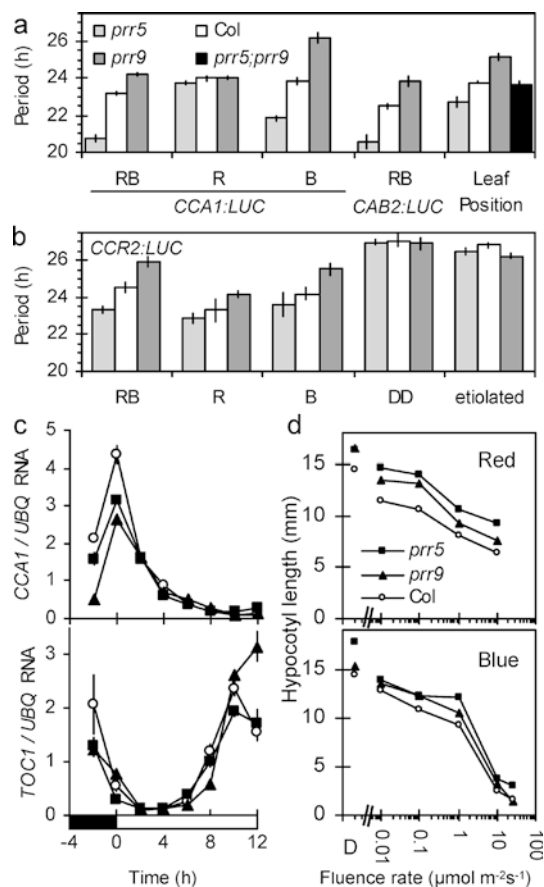 a
prr5 Col
prr9 prr5;prr9
Period (h)
26
24
22
20
RB R B RB Leaf
CCA1:LUC CAB2:LUC Position
b
CCR2:LUC
Period (h)
26
24
22
20
RB R B DD etiolated
c
CCA1 / UBQ RNA
5
4
3
2
1
0
TOC1 / UBQ RNA
4
3
2
1
0
-4 0 4 8 12
Time (h)
d
Red
Hypocotyl length (mm)
15
10
5
0
prr5
prr9
Col
Blue
15
10
5
0
D 0.01 0.1 1 10 100
Fluence rate (µmol m-2s-1)